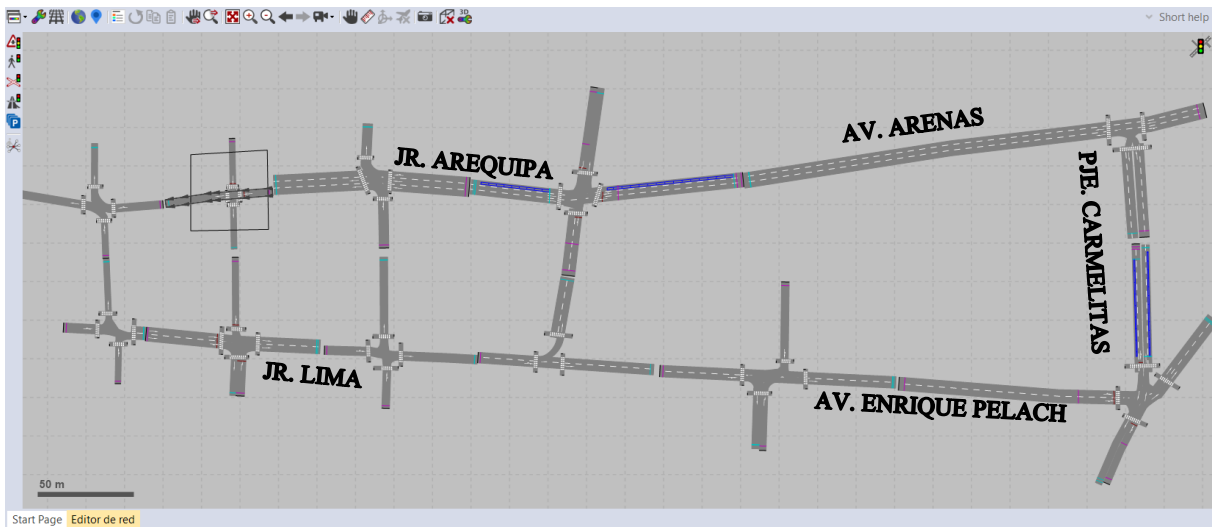 Short help
AV. ARENAS
JR. AREQUIPA
PJE. CARMELITAS
JR. LIMA
AV. ENRIQUE PELACH
50 m
Start Page Editor de red